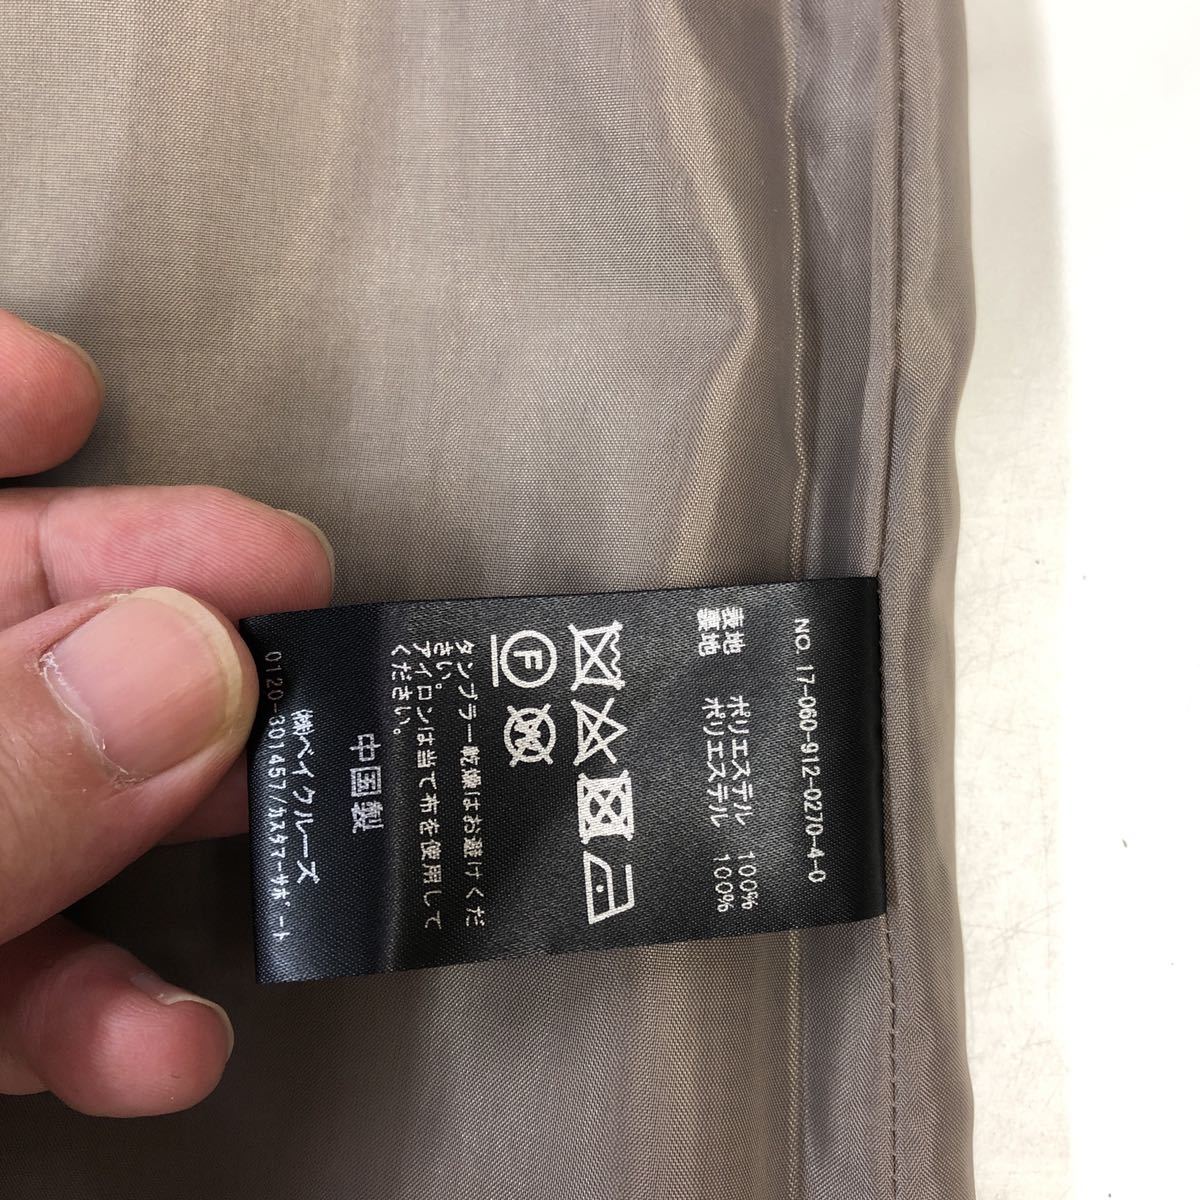 NO. 17-060-912-0270-4-0
表地 ポリエステル 100%
裏地 ポリエステル 100%
F
タンブラー乾燥はお避けくだ
さい。
アイロンは当て布を使用して
ください。
中国製
㈱ベイクルーズ
0120-301457/カスタマーサポート